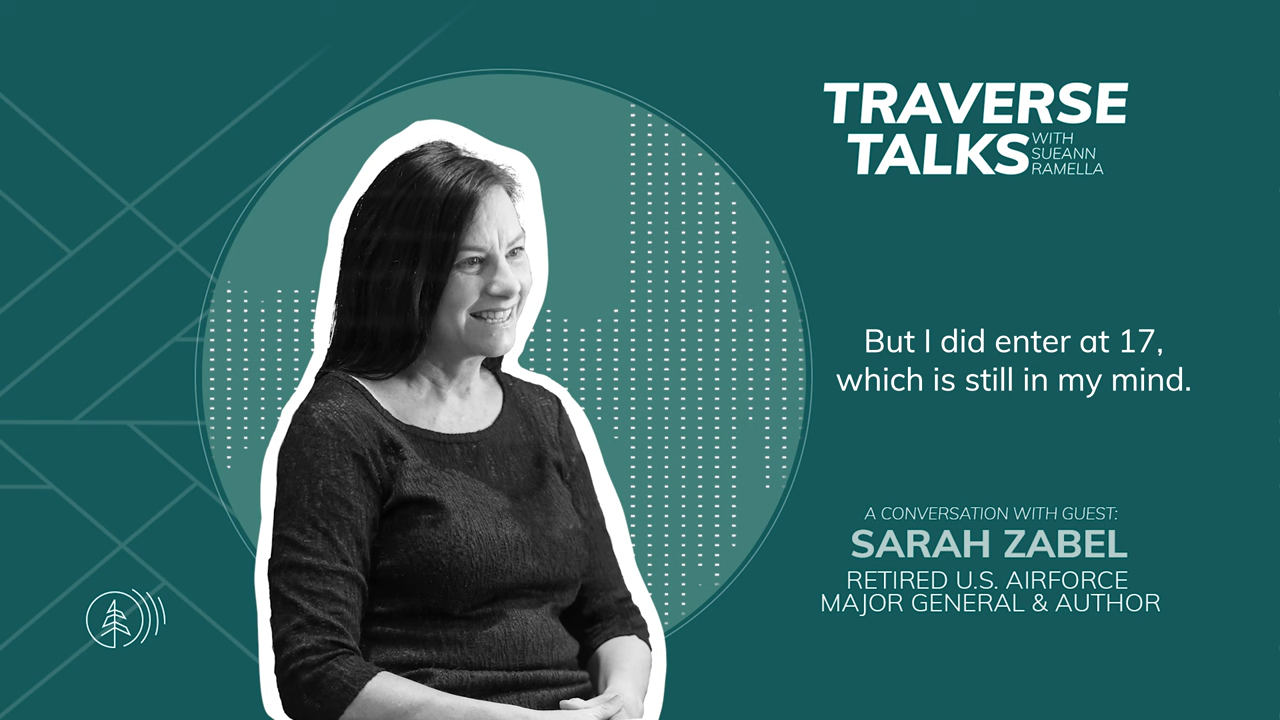 TRAVERSE
TALKS WITH
SUEANN
RAMELLA
But I did enter at 17,
which is still in my mind.
A CONVERSATION WITH GUEST:
SARAH ZABEL
RETIRED U.S. AIRFORCE
MAJOR GENERAL & AUTHOR